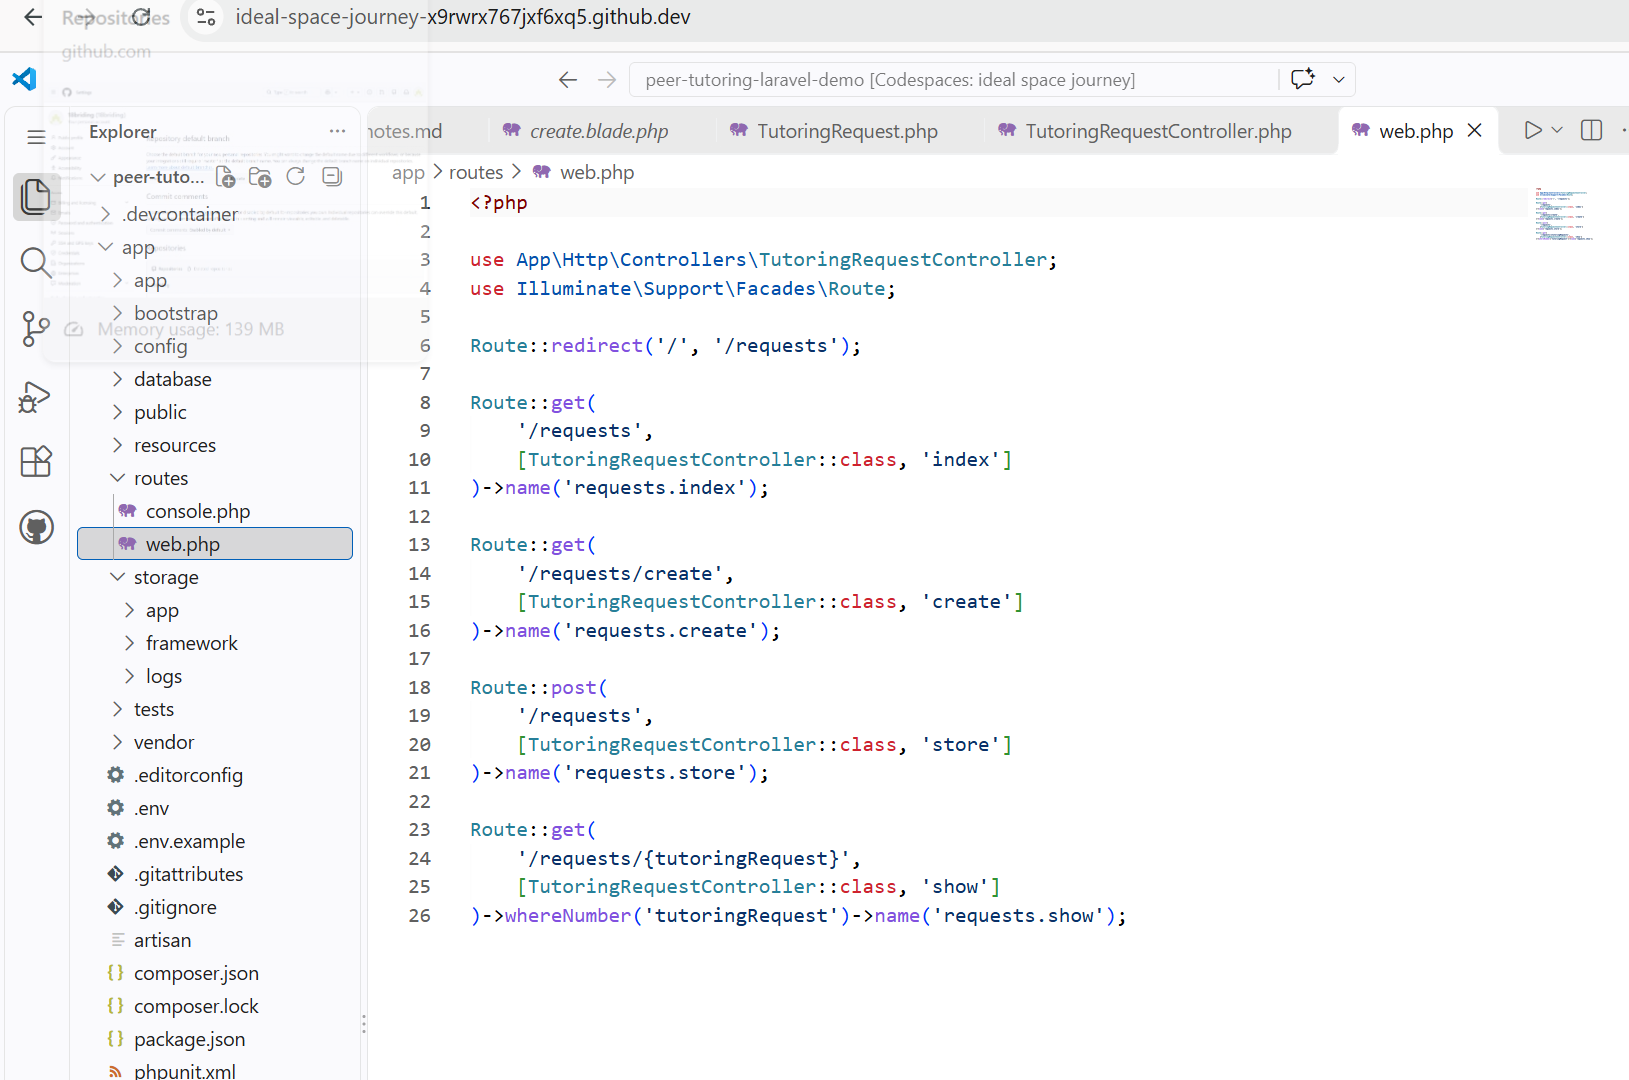 Repositories
ideal-space-journey-x9rwrx767jxf6xq5.github.dev
github.com
peer-tutoring-laravel-demo [Codespaces: ideal space journey]
Explorer
notes.md
create.blade.php
TutoringRequest.php
TutoringRequestController.php
web.php
Repository default branch
peer-tuto...
app > routes > web.php
.devcontainer
app
app
bootstrap
Memory usage: 139 MB
config
database
public
resources
routes
console.php
web.php
storage
app
framework
logs
tests
vendor
.editorconfig
.env
.env.example
.gitattributes
.gitignore
artisan
composer.json
composer.lock
package.json
phpunit.xml
1 <?php
2
3 use App\Http\Controllers\TutoringRequestController;
4 use Illuminate\Support\Facades\Route;
5
6 Route::redirect('/', '/requests');
7
8 Route::get(
9     '/requests',
10     [TutoringRequestController::class, 'index']
11 )->name('requests.index');
12
13 Route::get(
14     '/requests/create',
15     [TutoringRequestController::class, 'create']
16 )->name('requests.create');
17
18 Route::post(
19     '/requests',
20     [TutoringRequestController::class, 'store']
21 )->name('requests.store');
22
23 Route::get(
24     '/requests/{tutoringRequest}',
25     [TutoringRequestController::class, 'show']
26 )->whereNumber('tutoringRequest')->name('requests.show');